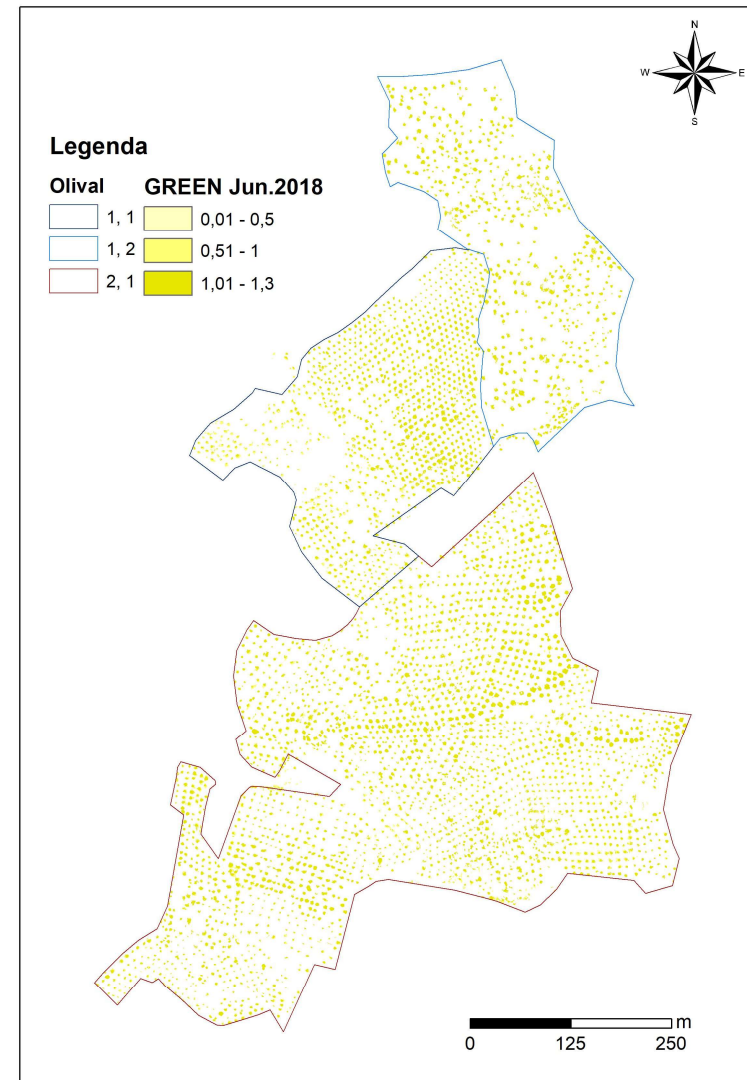 N
W E
S
Legenda
Olival GREEN Jun.2018
1, 1 0,01 - 0,5
1, 2 0,51 - 1
2, 1 1,01 - 1,3
m
0 125 250